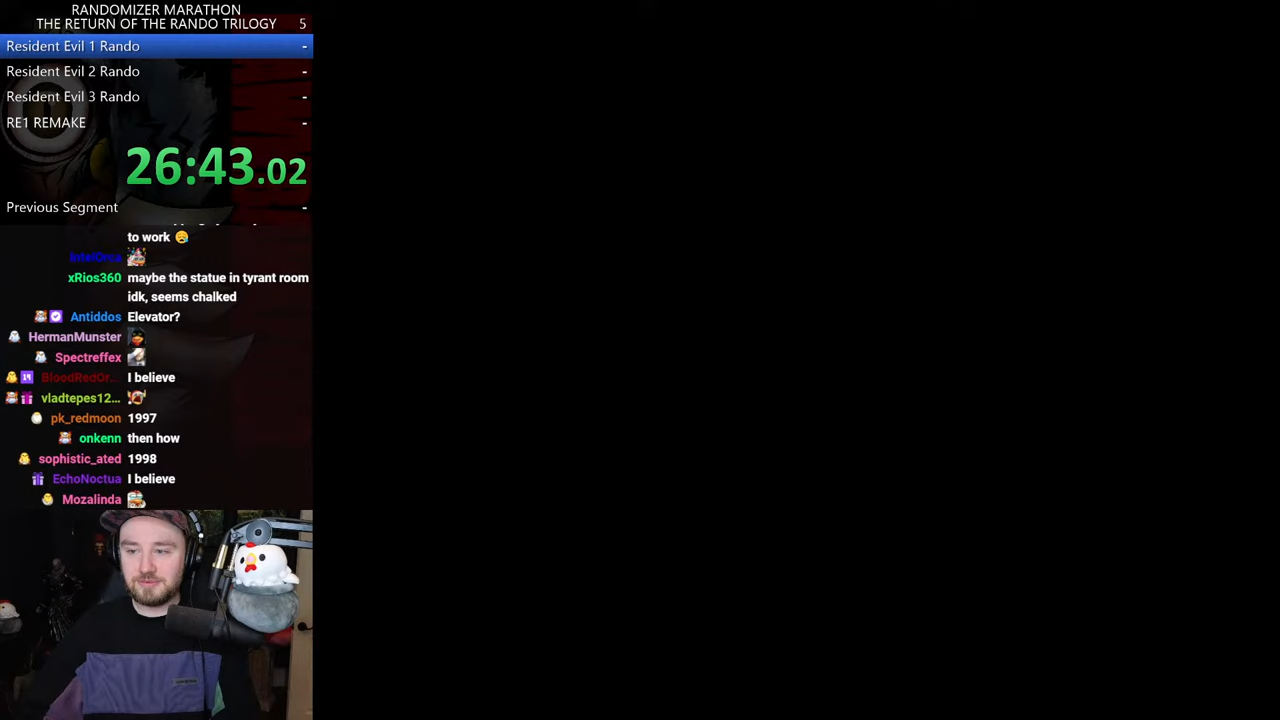 RANDOMIZER MARATHON
THE RETURN OF THE RANDO TRILOGY 5
Resident Evil 1 Rando -
Resident Evil 2 Rando -
Resident Evil 3 Rando -
RE1 REMAKE -
26:43.02
Previous Segment -
to work
IntelOrca
xRios360 maybe the statue in tyrant room
idk, seems chalked
Antiddos Elevator?
HermanMunster
Spectreffex
BloodRedOr... I believe
vladtepes12...
pk_redmoon 1997
onkenn then how
sophistic_ated 1998
EchoNoctua I believe
Mozalinda